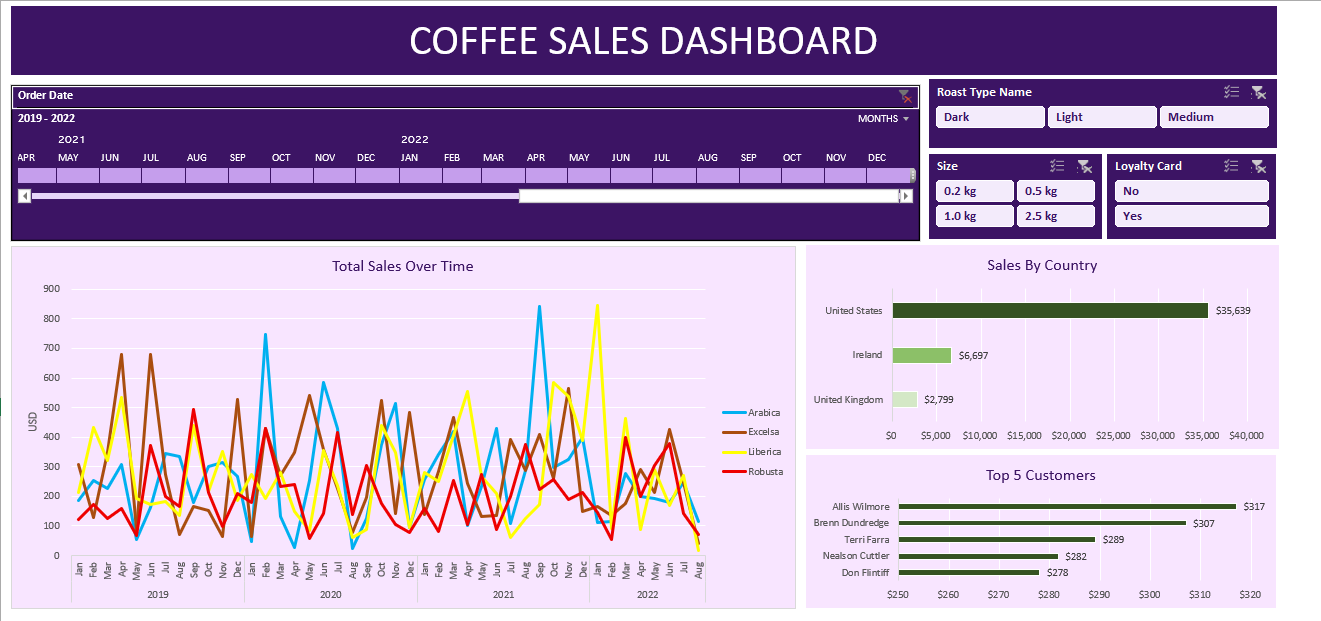 COFFEE SALES DASHBOARD
Order Date
2019 - 2022
MONTHS
2021 2022
APR MAY JUN JUL AUG SEP OCT NOV DEC JAN FEB MAR APR MAY JUN JUL AUG SEP OCT NOV DEC
Roast Type Name
Dark Light Medium
Size
0.2 kg 0.5 kg
1.0 kg 2.5 kg
Loyalty Card
No
Yes
Total Sales Over Time
USD
900
800
700
600
500
400
300
200
100
0
Jan Feb Mar Apr May Jun Jul Aug Sep Oct Nov Dec Jan Feb Mar Apr May Jun Jul Aug Sep Oct Nov Dec Jan Feb Mar Apr May Jun Jul Aug Sep Oct Nov Dec Jan Feb Mar Apr May Jun Jul Aug
2019 2020 2021 2022
Arabica
Excelsa
Liberica
Robusta
Sales By Country
United States $35,639
Ireland $6,697
United Kingdom $2,799
$0 $5,000 $10,000 $15,000 $20,000 $25,000 $30,000 $35,000 $40,000
Top 5 Customers
Allis Wilmore $317
Brenn Dundredge $307
Terri Farra $289
Nealson Cuttler $282
Don Flintiff $278
$250 $260 $270 $280 $290 $300 $310 $320